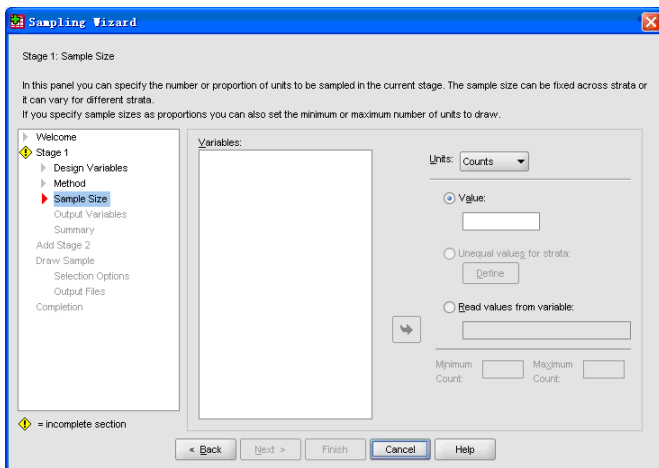 Sampling Wizard
Stage 1: Sample Size
In this panel you can specify the number or proportion of units to be sampled in the current stage. The sample size can be fixed across strata or
it can vary for different strata.
If you specify sample sizes as proportions you can also set the minimum or maximum number of units to draw.
Welcome
Stage 1
Design Variables
Method
Sample Size
Output Variables
Summary
Add Stage 2
Draw Sample
Selection Options
Output Files
Completion
! = incomplete section
Variables:
Units: Counts
Value:
Unequal values for strata:
Define
Read values from variable:
Minimum Count:
Maximum Count:
< Back
Next >
Finish
Cancel
Help